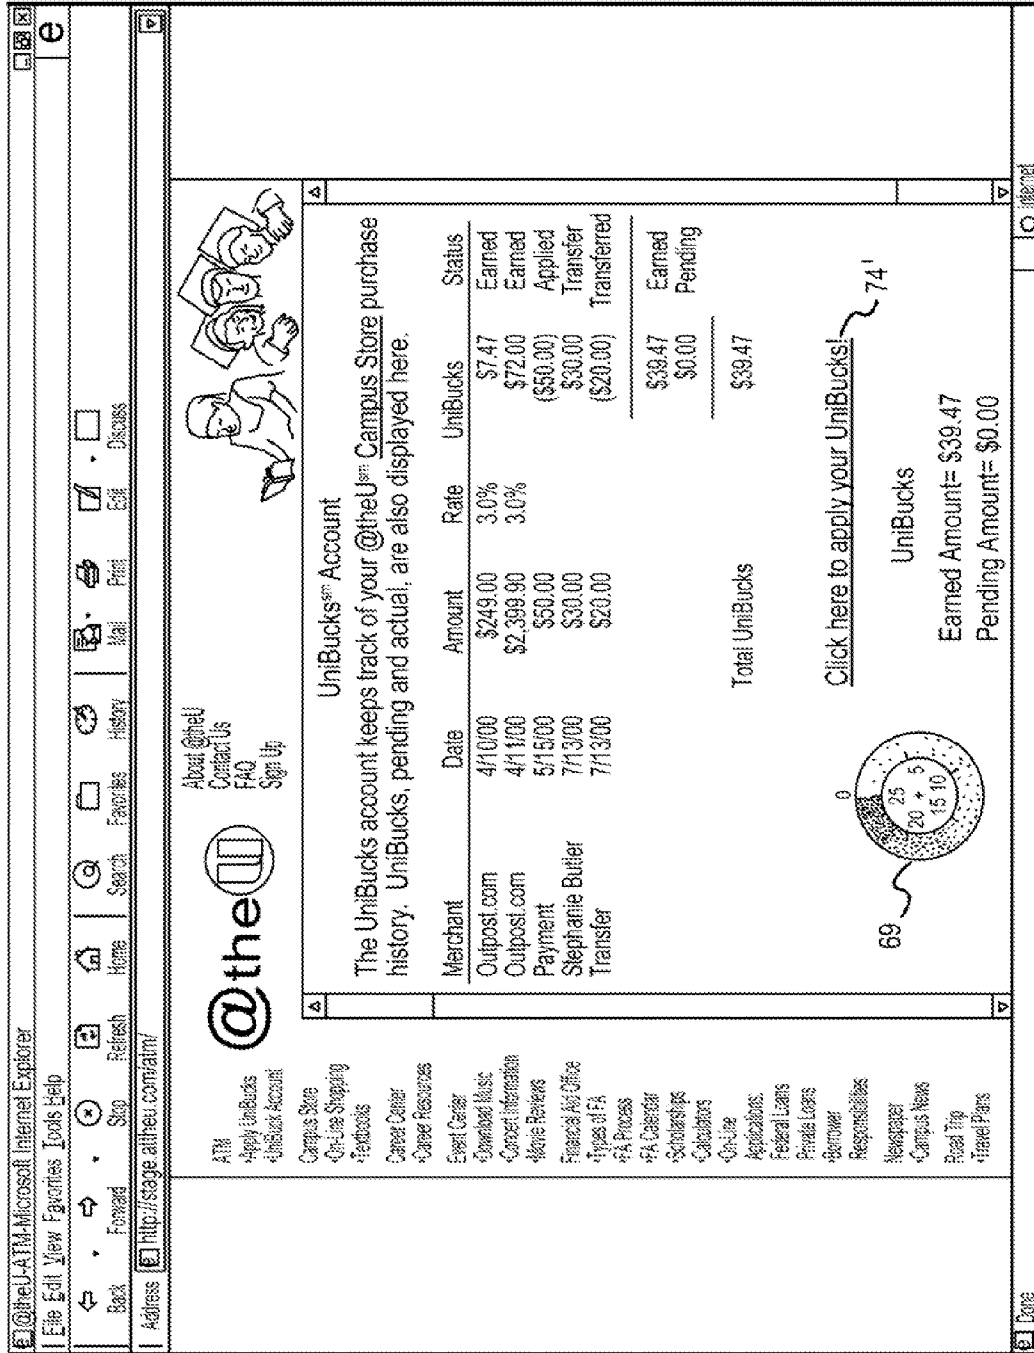 @theU-ATM-Microsoft Internet Explorer
File Edit View Favorites Tools Help
e
Back Forward Stop Refresh Home Search Favorites History Mail Print Edit Discuss
Address http://stage.attheu.com/atm/
@theU
About @theU
Contact Us
FAQ
Sign Up
ATM
•Apply UniBucks
•UniBuck Account
Campus Store
•On-Line Shopping
•Textbooks
Career Center
•Career Resources
Event Center
•Download Music
•Concert Information
•Movie Reviews
Financial Aid Office
•Types of FA
•FA Process
•FA Calendar
•Scholarships
•Calculators
•On-Line
Applications:
Federal Loans
Private Loans
•Borrower
Responsibilities
Newspaper
•Campus News
Road Trip
•Travel Plans
UniBucks℠ Account
The UniBucks account keeps track of your @theU℠ Campus Store purchase
history. UniBucks, pending and actual, are also displayed here.
Merchant Date Amount Rate UniBucks Status
Outpost.com 4/10/00 $249.00 3.0% $7.47 Earned
Outpost.com 4/11/00 $2,399.90 3.0% $72.00 Earned
Payment 5/15/00 $50.00 ($50.00) Applied
Stephanie Butler 7/13/00 $30.00 $30.00 Transfer
Transfer 7/13/00 $20.00 ($20.00) Transferred
$39.47 Earned
$0.00 Pending
Total UniBucks $39.47
69
0
25 5
20 + 
15 10
Click here to apply your UniBucks!
74'
UniBucks
Earned Amount= $39.47
Pending Amount= $0.00
Done Internet